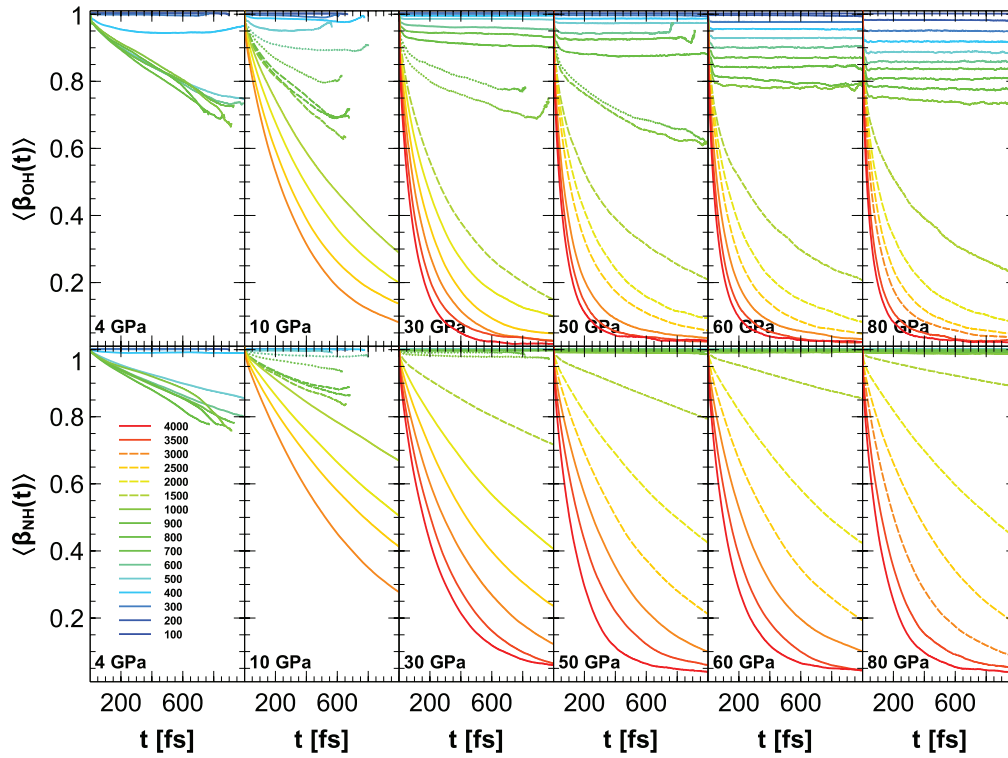 ⟨βOH(t)⟩
1
0.8
0.6
0.4
0.2
4 GPa
10 GPa
30 GPa
50 GPa
60 GPa
80 GPa
⟨βNH(t)⟩
1
0.8
0.6
0.4
0.2
4000
3500
3000
2500
2000
1500
1000
900
800
700
600
500
400
300
200
100
4 GPa
10 GPa
30 GPa
50 GPa
60 GPa
80 GPa
200 600 200 600 200 600 200 600 200 600 200 600
t [fs] t [fs] t [fs] t [fs] t [fs] t [fs]